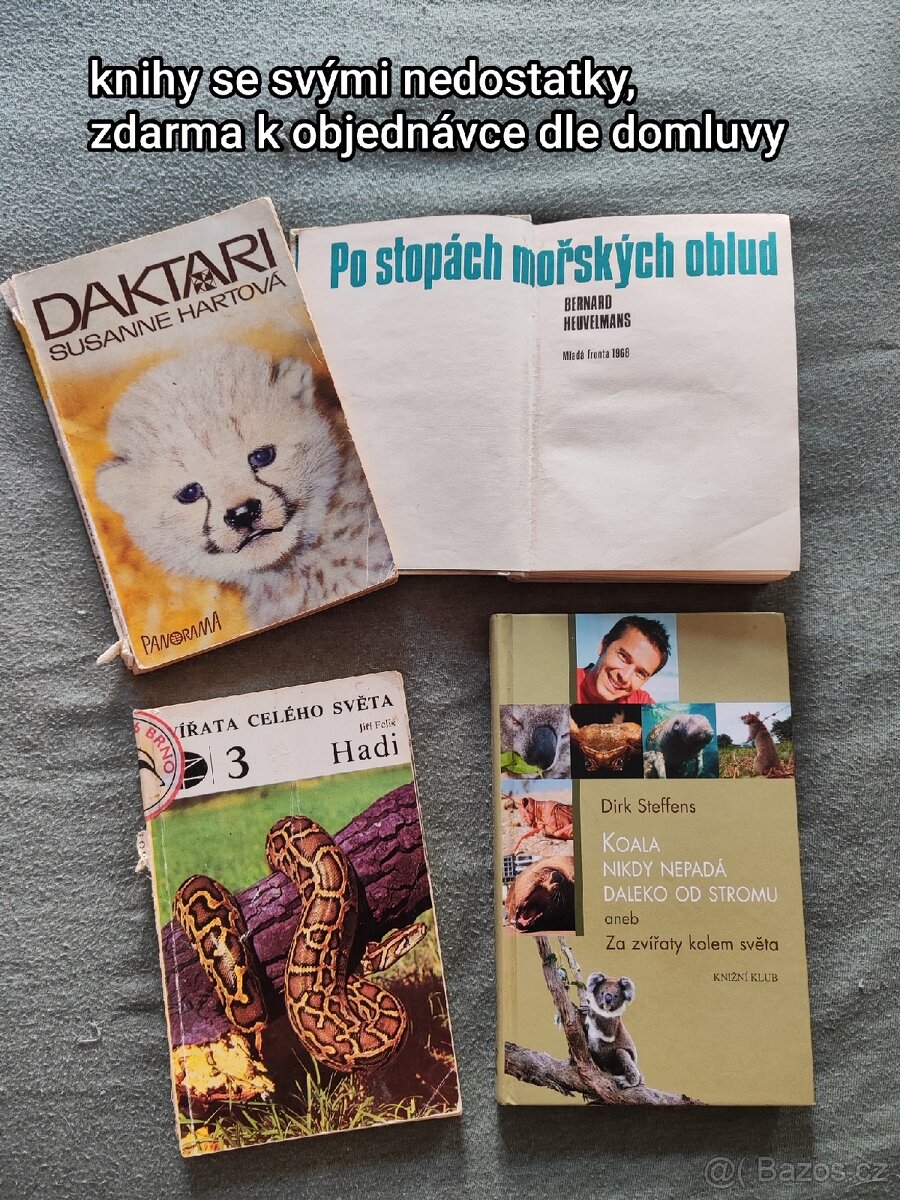 knihy se svými nedostatky,
zdarma k objednávce dle domluvy
DAKTARI
SUSANNE HARTOVÁ
PANORAMA
Po stopách mořských oblud
BERNARD
HEUVELMANS
Mladá fronta 1968
VÍŘATA CELÉHO SVĚTA
Jiří Felix
3
Hadi
BRNO
Dirk Steffens
KOALA
NIKDY NEPADÁ
DALEKO OD STROMU
aneb
Za zvířaty kolem světa
KNIŽNÍ KLUB
@( Bazos.cz